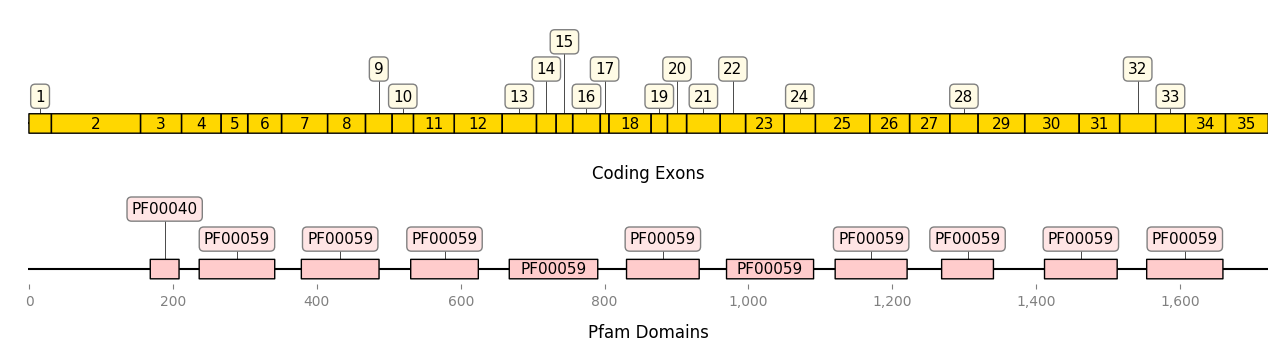 15
9 14 17 20 22 32
1 10 13 16 19 21 24 28 33
2 3 4 5 6 7 8 11 12 18 23 25 26 27 29 30 31 34 35
Coding Exons
PF00040
PF00059 PF00059 PF00059 PF00059 PF00059 PF00059 PF00059 PF00059
PF00059 PF00059
0 200 400 600 800 1,000 1,200 1,400 1,600
Pfam Domains